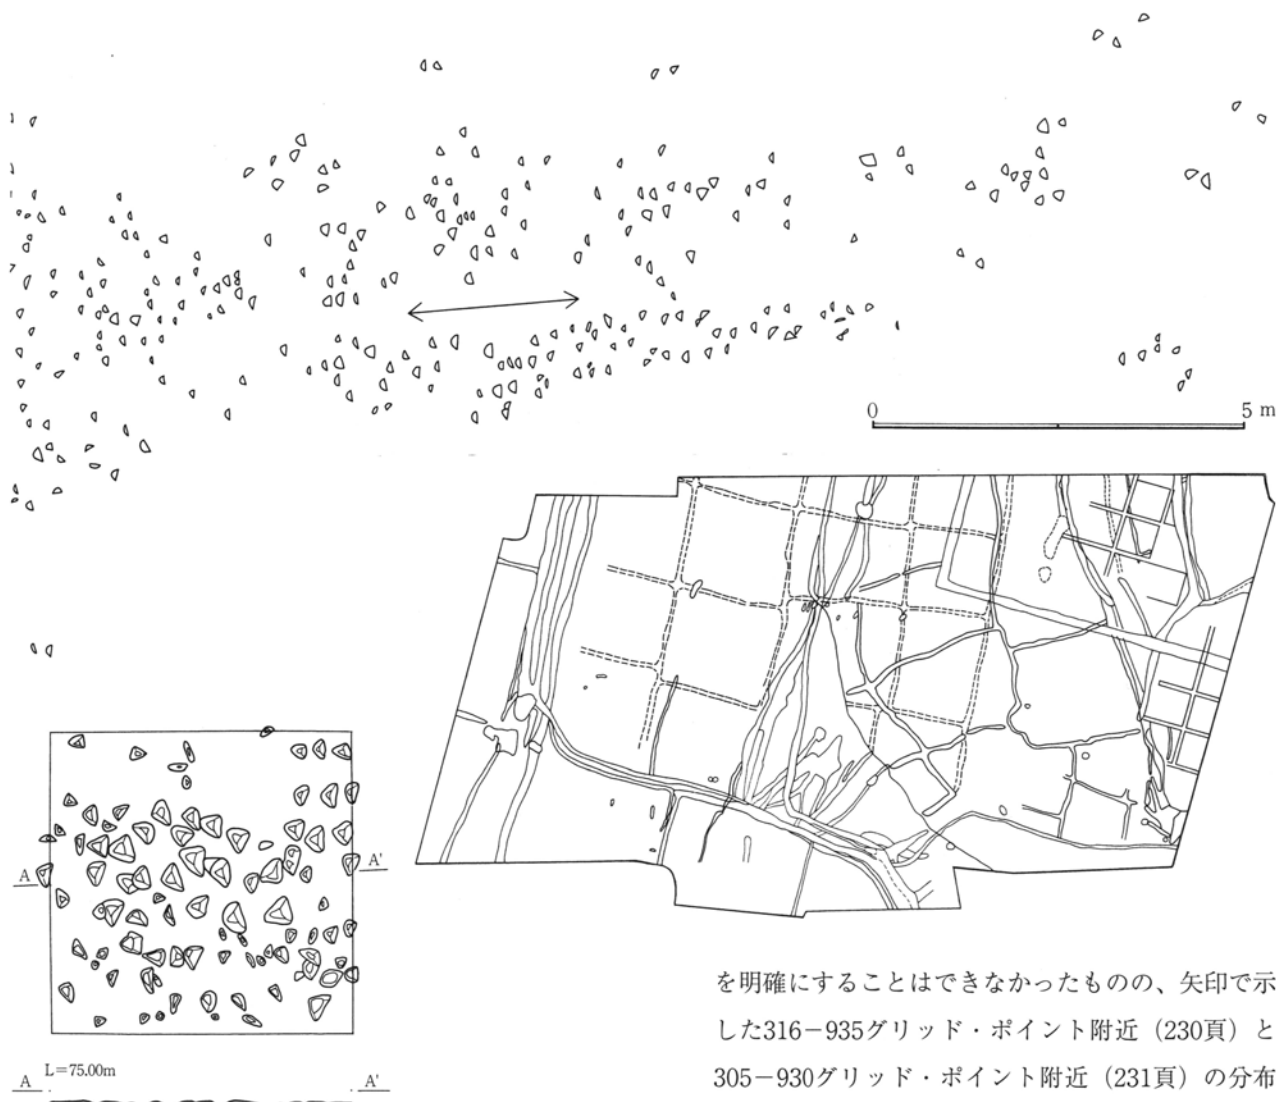 0 5 m
A A'
L=75.00m
A A'
を明確にすることはできなかったものの、矢印で示
した316－935グリッド・ポイント附近（230頁）と
305－930グリッド・ポイント附近（231頁）の分布